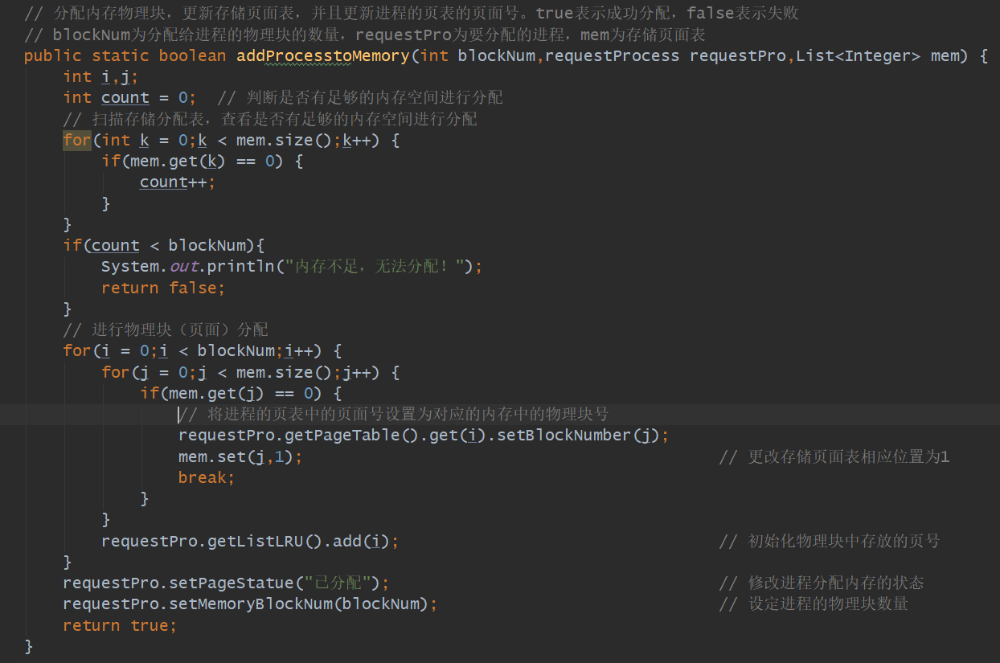 // 分配内存物理块，更新存储页面表，并且更新进程的页表的页面号。true表示成功分配，false表示失败
// blockNum为分配给进程的物理块的数量，requestPro为要分配的进程，mem为存储页面表
public static boolean addProcesstoMemory(int blockNum,requestProcess requestPro,List<Integer> mem) {
    int i,j;
    int count = 0;  // 判断是否有足够的内存空间进行分配
    // 扫描存储分配表，查看是否有足够的内存空间进行分配
    for(int k = 0;k < mem.size();k++) {
        if(mem.get(k) == 0) {
            count++;
        }
    }
    if(count < blockNum){
        System.out.println("内存不足，无法分配！");
        return false;
    }
    // 进行物理块（页面）分配
    for(i = 0;i < blockNum;i++) {
        for(j = 0;j < mem.size();j++) {
            if(mem.get(j) == 0) {
                // 将进程的页表中的页面号设置为对应的内存中的物理块号
                requestPro.getPageTable().get(i).setBlockNumber(j);
                mem.set(j,1);                                           // 更改存储页面表相应位置为1
                break;
            }
        }
        requestPro.getListLRU().add(i);                                 // 初始化物理块中存放的页号
    }
    requestPro.setPageStatue("已分配");                                  // 修改进程分配内存的状态
    requestPro.setMemoryBlockNum(blockNum);                             // 设定进程的物理块数量
    return true;
}